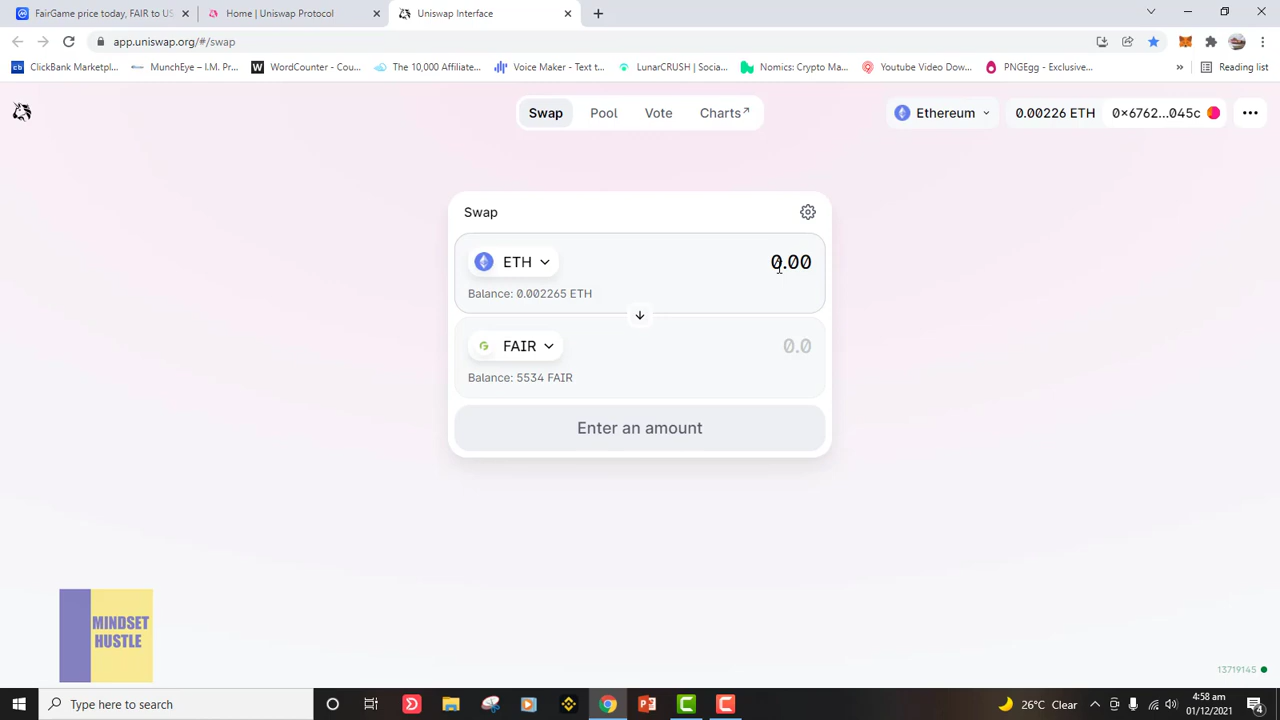 FairGame price today, FAIR to US
Home | Uniswap Protocol
Uniswap Interface
app.uniswap.org/#/swap
ClickBank Marketpl...
MunchEye – I.M. Pr...
WordCounter - Cou...
The 10,000 Affiliate...
Voice Maker - Text t...
LunarCRUSH | Socia...
Nomics: Crypto Ma...
Youtube Video Dow...
PNGEgg - Exclusive...
»
Reading list
Swap
Pool
Vote
Charts↗
Ethereum
0.00226 ETH
0×6762...045c
Swap
ETH
0.00
Balance: 0.002265 ETH
FAIR
0.0
Balance: 5534 FAIR
Enter an amount
MINDSET
HUSTLE
13719145
Type here to search
26°C Clear
4:58 am
01/12/2021